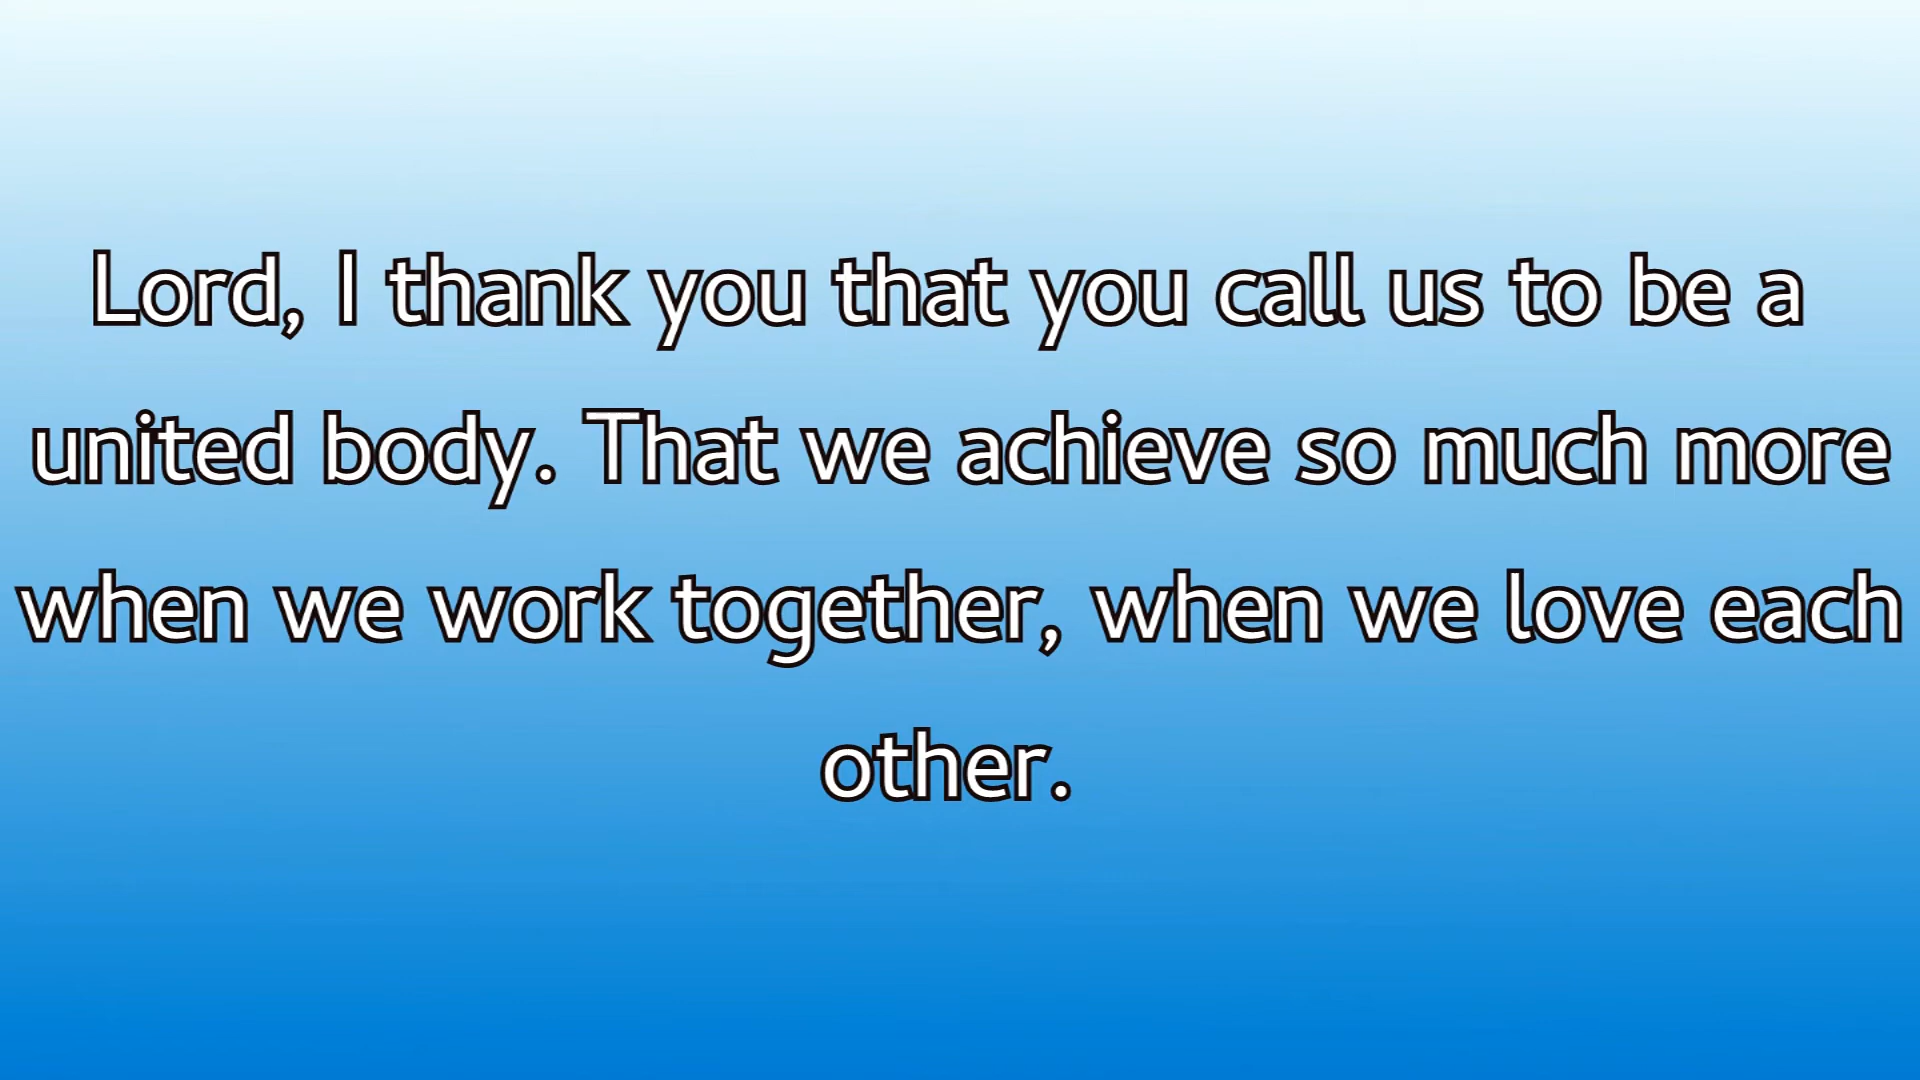 Lord, I thank you that you call us to be a
united body. That we achieve so much more
when we work together, when we love each
other.